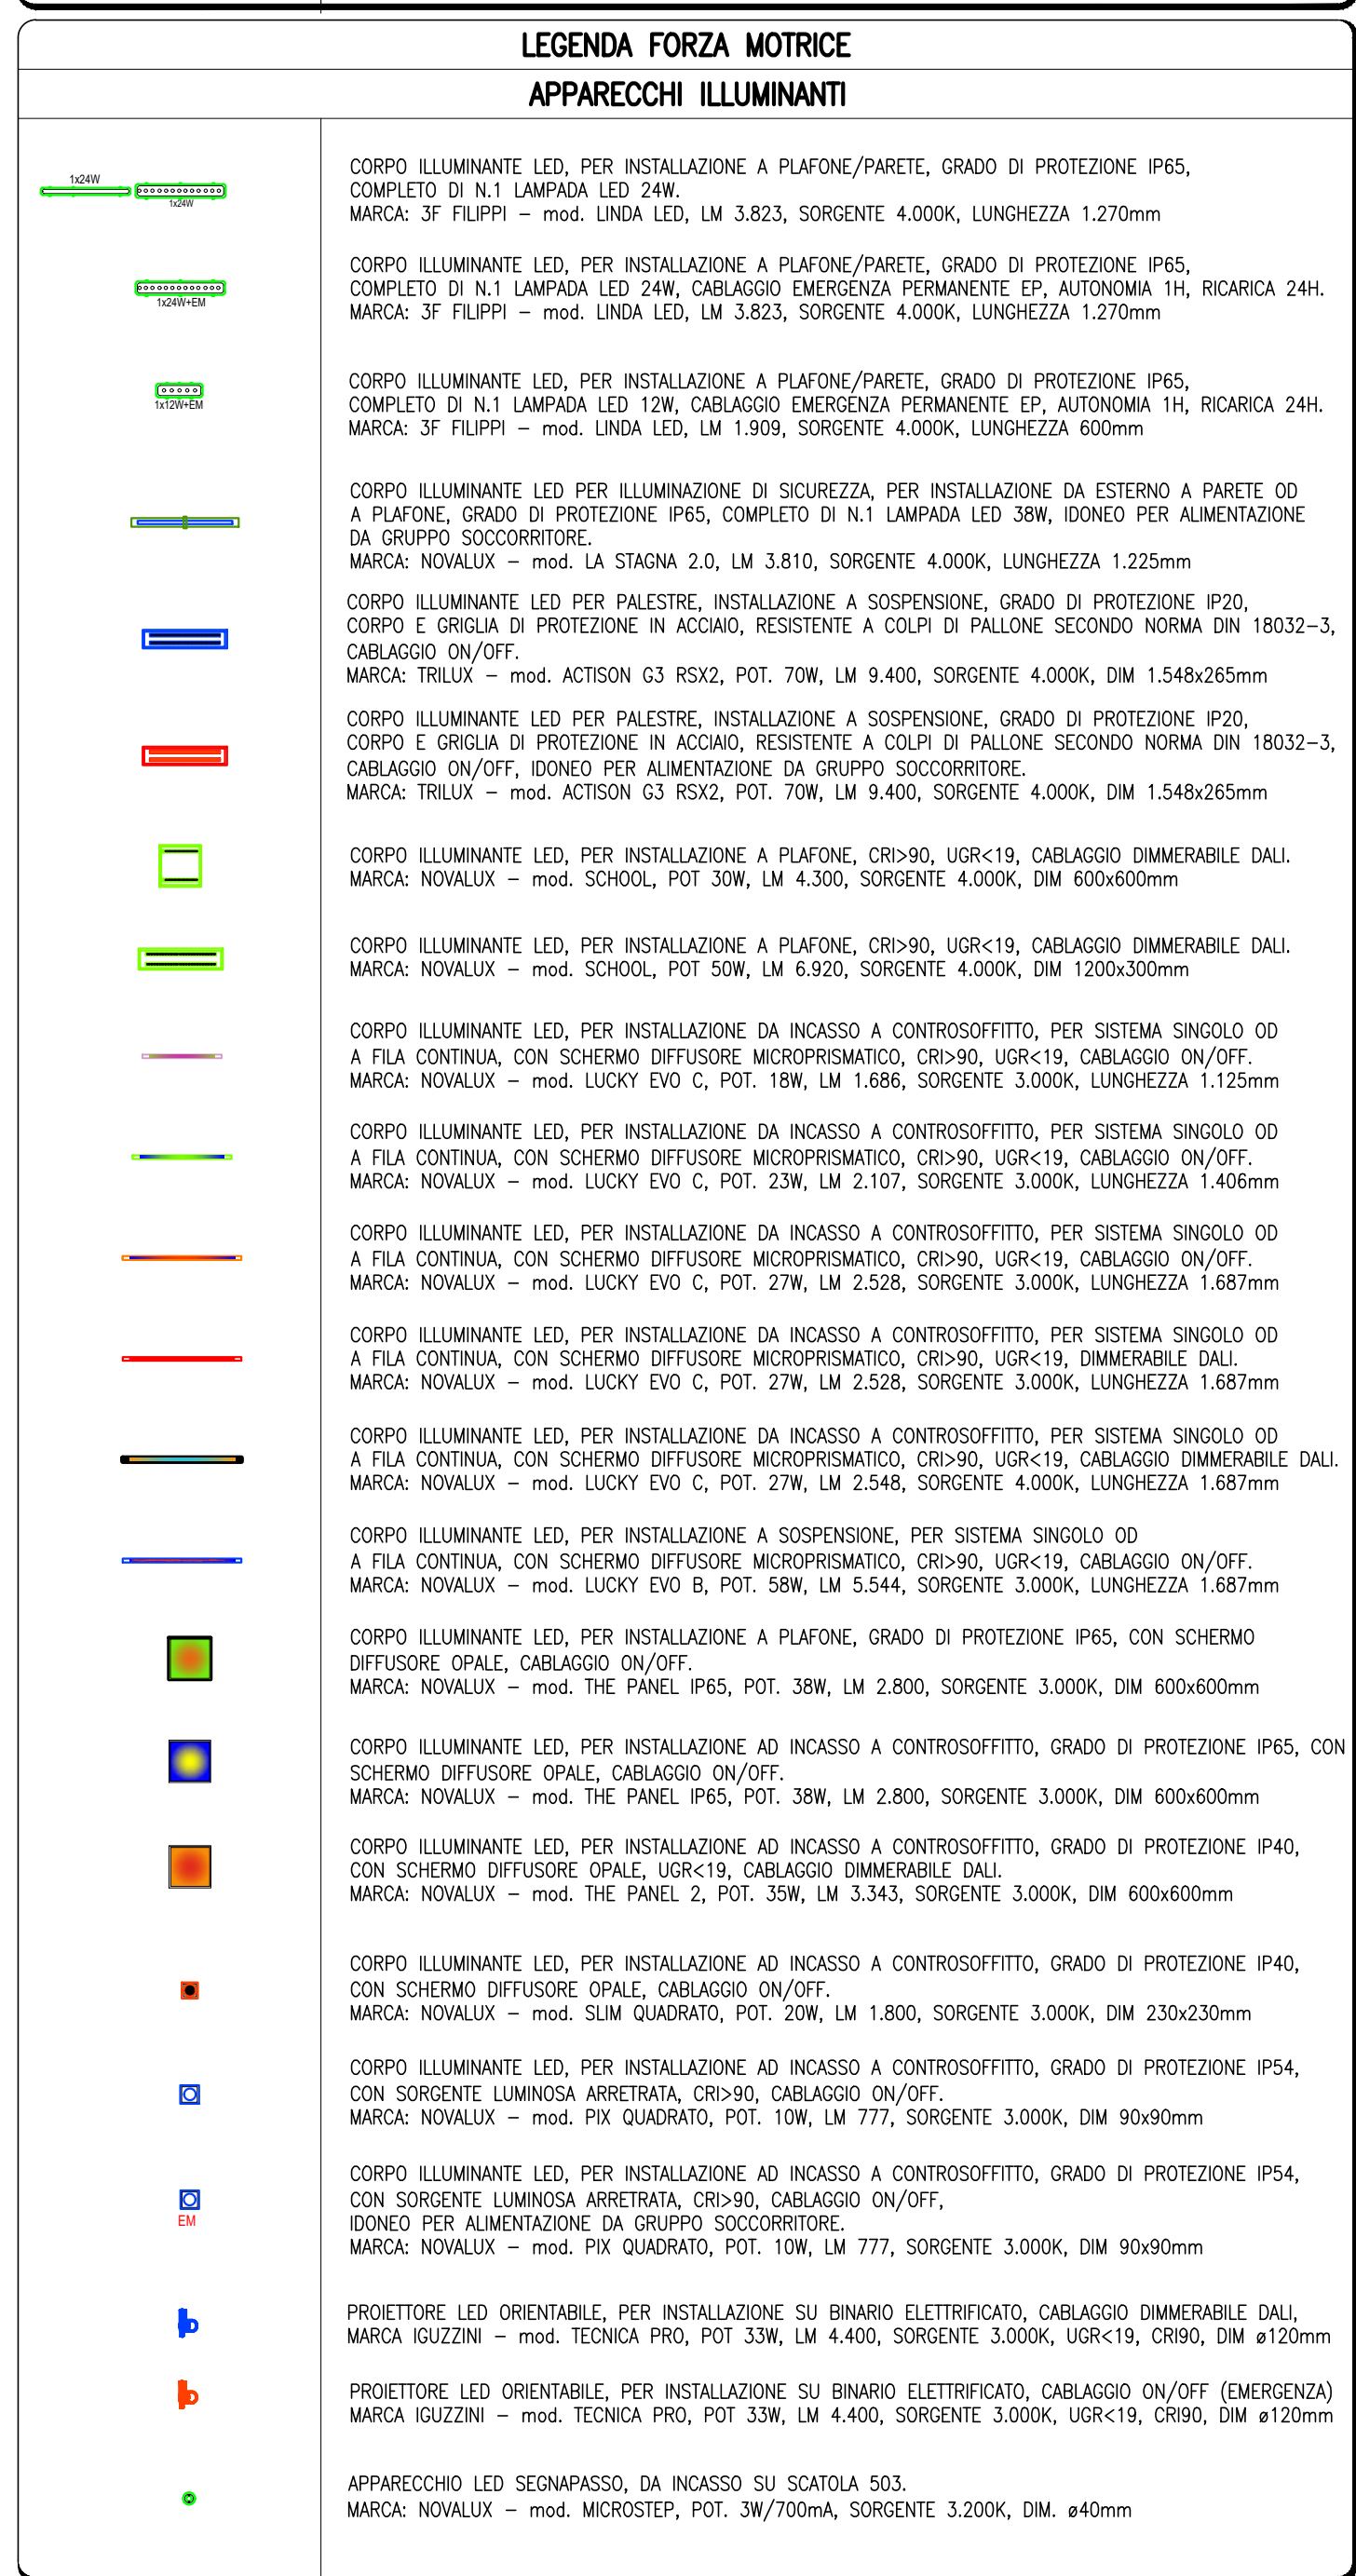 LEGENDA FORZA MOTRICE
APPARECCHI ILLUMINANTI
1x24W
1x24W
CORPO ILLUMINANTE LED, PER INSTALLAZIONE A PLAFONE/PARETE, GRADO DI PROTEZIONE IP65,
COMPLETO DI N.1 LAMPADA LED 24W.
MARCA: 3F FILIPPI – mod. LINDA LED, LM 3.823, SORGENTE 4.000K, LUNGHEZZA 1.270mm
1x24W+EM
CORPO ILLUMINANTE LED, PER INSTALLAZIONE A PLAFONE/PARETE, GRADO DI PROTEZIONE IP65,
COMPLETO DI N.1 LAMPADA LED 24W, CABLAGGIO EMERGENZA PERMANENTE EP, AUTONOMIA 1H, RICARICA 24H.
MARCA: 3F FILIPPI – mod. LINDA LED, LM 3.823, SORGENTE 4.000K, LUNGHEZZA 1.270mm
1x12W+EM
CORPO ILLUMINANTE LED, PER INSTALLAZIONE A PLAFONE/PARETE, GRADO DI PROTEZIONE IP65,
COMPLETO DI N.1 LAMPADA LED 12W, CABLAGGIO EMERGENZA PERMANENTE EP, AUTONOMIA 1H, RICARICA 24H.
MARCA: 3F FILIPPI – mod. LINDA LED, LM 1.909, SORGENTE 4.000K, LUNGHEZZA 600mm
CORPO ILLUMINANTE LED PER ILLUMINAZIONE DI SICUREZZA, PER INSTALLAZIONE DA ESTERNO A PARETE OD
A PLAFONE, GRADO DI PROTEZIONE IP65, COMPLETO DI N.1 LAMPADA LED 38W, IDONEO PER ALIMENTAZIONE
DA GRUPPO SOCCORRITORE.
MARCA: NOVALUX – mod. LA STAGNA 2.0, LM 3.810, SORGENTE 4.000K, LUNGHEZZA 1.225mm
CORPO ILLUMINANTE LED PER PALESTRE, INSTALLAZIONE A SOSPENSIONE, GRADO DI PROTEZIONE IP20,
CORPO E GRIGLIA DI PROTEZIONE IN ACCIAIO, RESISTENTE A COLPI DI PALLONE SECONDO NORMA DIN 18032–3,
CABLAGGIO ON/OFF.
MARCA: TRILUX – mod. ACTISON G3 RSX2, POT. 70W, LM 9.400, SORGENTE 4.000K, DIM 1.548x265mm
CORPO ILLUMINANTE LED PER PALESTRE, INSTALLAZIONE A SOSPENSIONE, GRADO DI PROTEZIONE IP20,
CORPO E GRIGLIA DI PROTEZIONE IN ACCIAIO, RESISTENTE A COLPI DI PALLONE SECONDO NORMA DIN 18032–3,
CABLAGGIO ON/OFF, IDONEO PER ALIMENTAZIONE DA GRUPPO SOCCORRITORE.
MARCA: TRILUX – mod. ACTISON G3 RSX2, POT. 70W, LM 9.400, SORGENTE 4.000K, DIM 1.548x265mm
CORPO ILLUMINANTE LED, PER INSTALLAZIONE A PLAFONE, CRI>90, UGR<19, CABLAGGIO DIMMERABILE DALI.
MARCA: NOVALUX – mod. SCHOOL, POT 30W, LM 4.300, SORGENTE 4.000K, DIM 600x600mm
CORPO ILLUMINANTE LED, PER INSTALLAZIONE A PLAFONE, CRI>90, UGR<19, CABLAGGIO DIMMERABILE DALI.
MARCA: NOVALUX – mod. SCHOOL, POT 50W, LM 6.920, SORGENTE 4.000K, DIM 1200x300mm
CORPO ILLUMINANTE LED, PER INSTALLAZIONE DA INCASSO A CONTROSOFFITTO, PER SISTEMA SINGOLO OD
A FILA CONTINUA, CON SCHERMO DIFFUSORE MICROPRISMATICO, CRI>90, UGR<19, CABLAGGIO ON/OFF.
MARCA: NOVALUX – mod. LUCKY EVO C, POT. 18W, LM 1.686, SORGENTE 3.000K, LUNGHEZZA 1.125mm
CORPO ILLUMINANTE LED, PER INSTALLAZIONE DA INCASSO A CONTROSOFFITTO, PER SISTEMA SINGOLO OD
A FILA CONTINUA, CON SCHERMO DIFFUSORE MICROPRISMATICO, CRI>90, UGR<19, CABLAGGIO ON/OFF.
MARCA: NOVALUX – mod. LUCKY EVO C, POT. 23W, LM 2.107, SORGENTE 3.000K, LUNGHEZZA 1.406mm
CORPO ILLUMINANTE LED, PER INSTALLAZIONE DA INCASSO A CONTROSOFFITTO, PER SISTEMA SINGOLO OD
A FILA CONTINUA, CON SCHERMO DIFFUSORE MICROPRISMATICO, CRI>90, UGR<19, CABLAGGIO ON/OFF.
MARCA: NOVALUX – mod. LUCKY EVO C, POT. 27W, LM 2.528, SORGENTE 3.000K, LUNGHEZZA 1.687mm
CORPO ILLUMINANTE LED, PER INSTALLAZIONE DA INCASSO A CONTROSOFFITTO, PER SISTEMA SINGOLO OD
A FILA CONTINUA, CON SCHERMO DIFFUSORE MICROPRISMATICO, CRI>90, UGR<19, DIMMERABILE DALI.
MARCA: NOVALUX – mod. LUCKY EVO C, POT. 27W, LM 2.528, SORGENTE 3.000K, LUNGHEZZA 1.687mm
CORPO ILLUMINANTE LED, PER INSTALLAZIONE DA INCASSO A CONTROSOFFITTO, PER SISTEMA SINGOLO OD
A FILA CONTINUA, CON SCHERMO DIFFUSORE MICROPRISMATICO, CRI>90, UGR<19, CABLAGGIO DIMMERABILE DALI.
MARCA: NOVALUX – mod. LUCKY EVO C, POT. 27W, LM 2.548, SORGENTE 4.000K, LUNGHEZZA 1.687mm
CORPO ILLUMINANTE LED, PER INSTALLAZIONE A SOSPENSIONE, PER SISTEMA SINGOLO OD
A FILA CONTINUA, CON SCHERMO DIFFUSORE MICROPRISMATICO, CRI>90, UGR<19, CABLAGGIO ON/OFF.
MARCA: NOVALUX – mod. LUCKY EVO B, POT. 58W, LM 5.544, SORGENTE 3.000K, LUNGHEZZA 1.687mm
CORPO ILLUMINANTE LED, PER INSTALLAZIONE A PLAFONE, GRADO DI PROTEZIONE IP65, CON SCHERMO
DIFFUSORE OPALE, CABLAGGIO ON/OFF.
MARCA: NOVALUX – mod. THE PANEL IP65, POT. 38W, LM 2.800, SORGENTE 3.000K, DIM 600x600mm
CORPO ILLUMINANTE LED, PER INSTALLAZIONE AD INCASSO A CONTROSOFFITTO, GRADO DI PROTEZIONE IP65, CON
SCHERMO DIFFUSORE OPALE, CABLAGGIO ON/OFF.
MARCA: NOVALUX – mod. THE PANEL IP65, POT. 38W, LM 2.800, SORGENTE 3.000K, DIM 600x600mm
CORPO ILLUMINANTE LED, PER INSTALLAZIONE AD INCASSO A CONTROSOFFITTO, GRADO DI PROTEZIONE IP40,
CON SCHERMO DIFFUSORE OPALE, UGR<19, CABLAGGIO DIMMERABILE DALI.
MARCA: NOVALUX – mod. THE PANEL 2, POT. 35W, LM 3.343, SORGENTE 3.000K, DIM 600x600mm
CORPO ILLUMINANTE LED, PER INSTALLAZIONE AD INCASSO A CONTROSOFFITTO, GRADO DI PROTEZIONE IP40,
CON SCHERMO DIFFUSORE OPALE, CABLAGGIO ON/OFF.
MARCA: NOVALUX – mod. SLIM QUADRATO, POT. 20W, LM 1.800, SORGENTE 3.000K, DIM 230x230mm
CORPO ILLUMINANTE LED, PER INSTALLAZIONE AD INCASSO A CONTROSOFFITTO, GRADO DI PROTEZIONE IP54,
CON SORGENTE LUMINOSA ARRETRATA, CRI>90, CABLAGGIO ON/OFF.
MARCA: NOVALUX – mod. PIX QUADRATO, POT. 10W, LM 777, SORGENTE 3.000K, DIM 90x90mm
EM
CORPO ILLUMINANTE LED, PER INSTALLAZIONE AD INCASSO A CONTROSOFFITTO, GRADO DI PROTEZIONE IP54,
CON SORGENTE LUMINOSA ARRETRATA, CRI>90, CABLAGGIO ON/OFF,
IDONEO PER ALIMENTAZIONE DA GRUPPO SOCCORRITORE.
MARCA: NOVALUX – mod. PIX QUADRATO, POT. 10W, LM 777, SORGENTE 3.000K, DIM 90x90mm
PROIETTORE LED ORIENTABILE, PER INSTALLAZIONE SU BINARIO ELETTRIFICATO, CABLAGGIO DIMMERABILE DALI,
MARCA IGUZZINI – mod. TECNICA PRO, POT 33W, LM 4.400, SORGENTE 3.000K, UGR<19, CRI90, DIM ø120mm
PROIETTORE LED ORIENTABILE, PER INSTALLAZIONE SU BINARIO ELETTRIFICATO, CABLAGGIO ON/OFF (EMERGENZA)
MARCA IGUZZINI – mod. TECNICA PRO, POT 33W, LM 4.400, SORGENTE 3.000K, UGR<19, CRI90, DIM ø120mm
APPARECCHIO LED SEGNAPASSO, DA INCASSO SU SCATOLA 503.
MARCA: NOVALUX – mod. MICROSTEP, POT. 3W/700mA, SORGENTE 3.200K, DIM. ø40mm